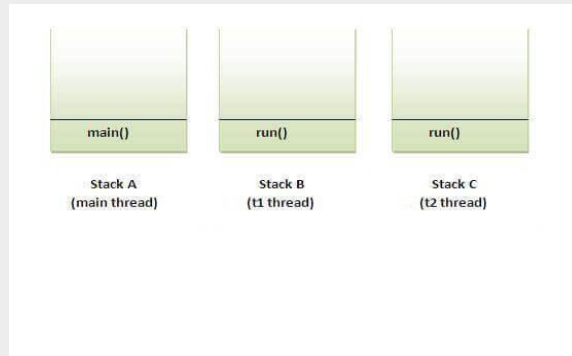 main()
run()
run()
Stack A
(main thread)
Stack B
(t1 thread)
Stack C
(t2 thread)